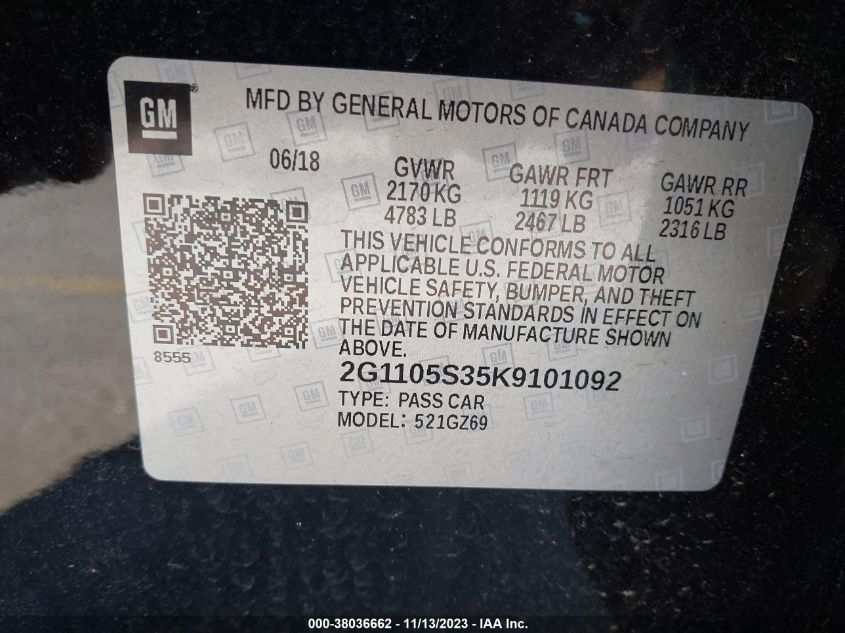 GM®
MFD BY GENERAL MOTORS OF CANADA COMPANY
06/18
GVWR
2170 KG
4783 LB
GAWR FRT
1119 KG
2467 LB
GAWR RR
1051 KG
2316 LB
THIS VEHICLE CONFORMS TO ALL
APPLICABLE U.S. FEDERAL MOTOR
VEHICLE SAFETY, BUMPER, AND THEFT
PREVENTION STANDARDS IN EFFECT ON
THE DATE OF MANUFACTURE SHOWN
ABOVE.
8555
2G1105S35K9101092
TYPE: PASS CAR
MODEL: 521GZ69
000-38036662 - 11/13/2023 - IAA Inc.